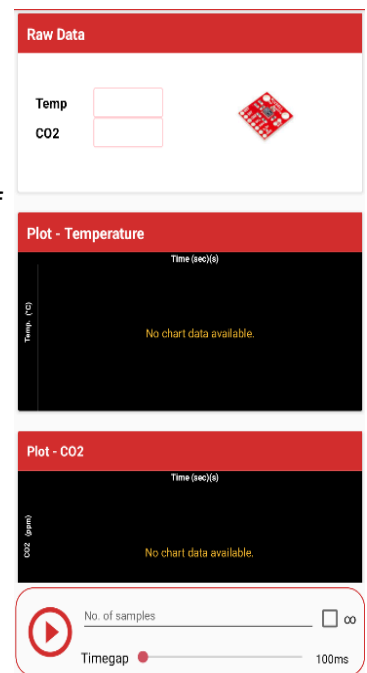 Raw Data
Temp
CO2
Plot - Temperature
Time (sec)(s)
Temp. (°C)
No chart data available.
Plot - CO2
Time (sec)(s)
CO2 (ppm)
No chart data available.
No. of samples
∞
Timegap
100ms